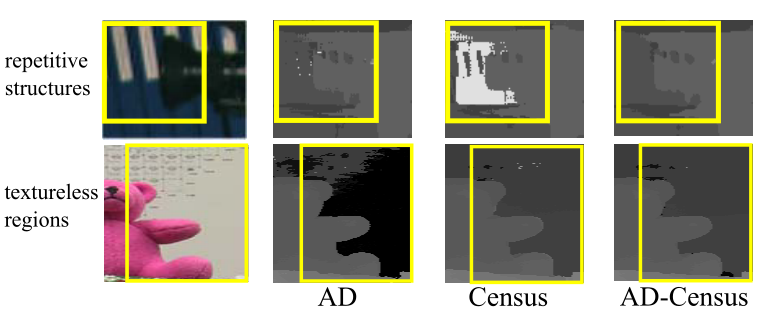 repetitive
structures
textureless
regions
AD
Census
AD-Census